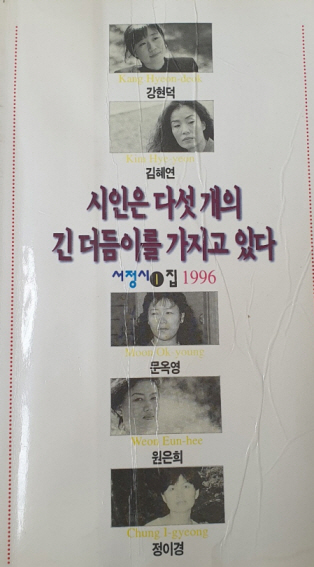 Kang Hyeon-deok
강현덕
Kim Hye-yeon
김혜연
시인은 다섯 개의
긴 더듬이를 가지고 있다
서정시 1 집 1996
Moon Ok-young
문옥영
Weon Eun-hee
원은희
Chung I-gyeong
정이경